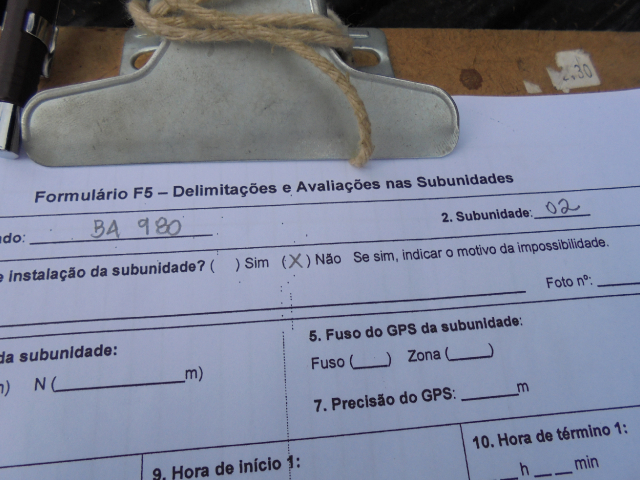 30
Formulário F5 – Delimitações e Avaliações nas Subunidades
do: BA 980 2. Subunidade: 02
e instalação da subunidade? ( ) Sim (X) Não Se sim, indicar o motivo da impossibilidade.
Foto nº:
da subunidade: 5. Fuso do GPS da subunidade:
) N ( m) Fuso ( ) Zona ( )
7. Precisão do GPS: m
9. Hora de início 1: 10. Hora de término 1:
h min